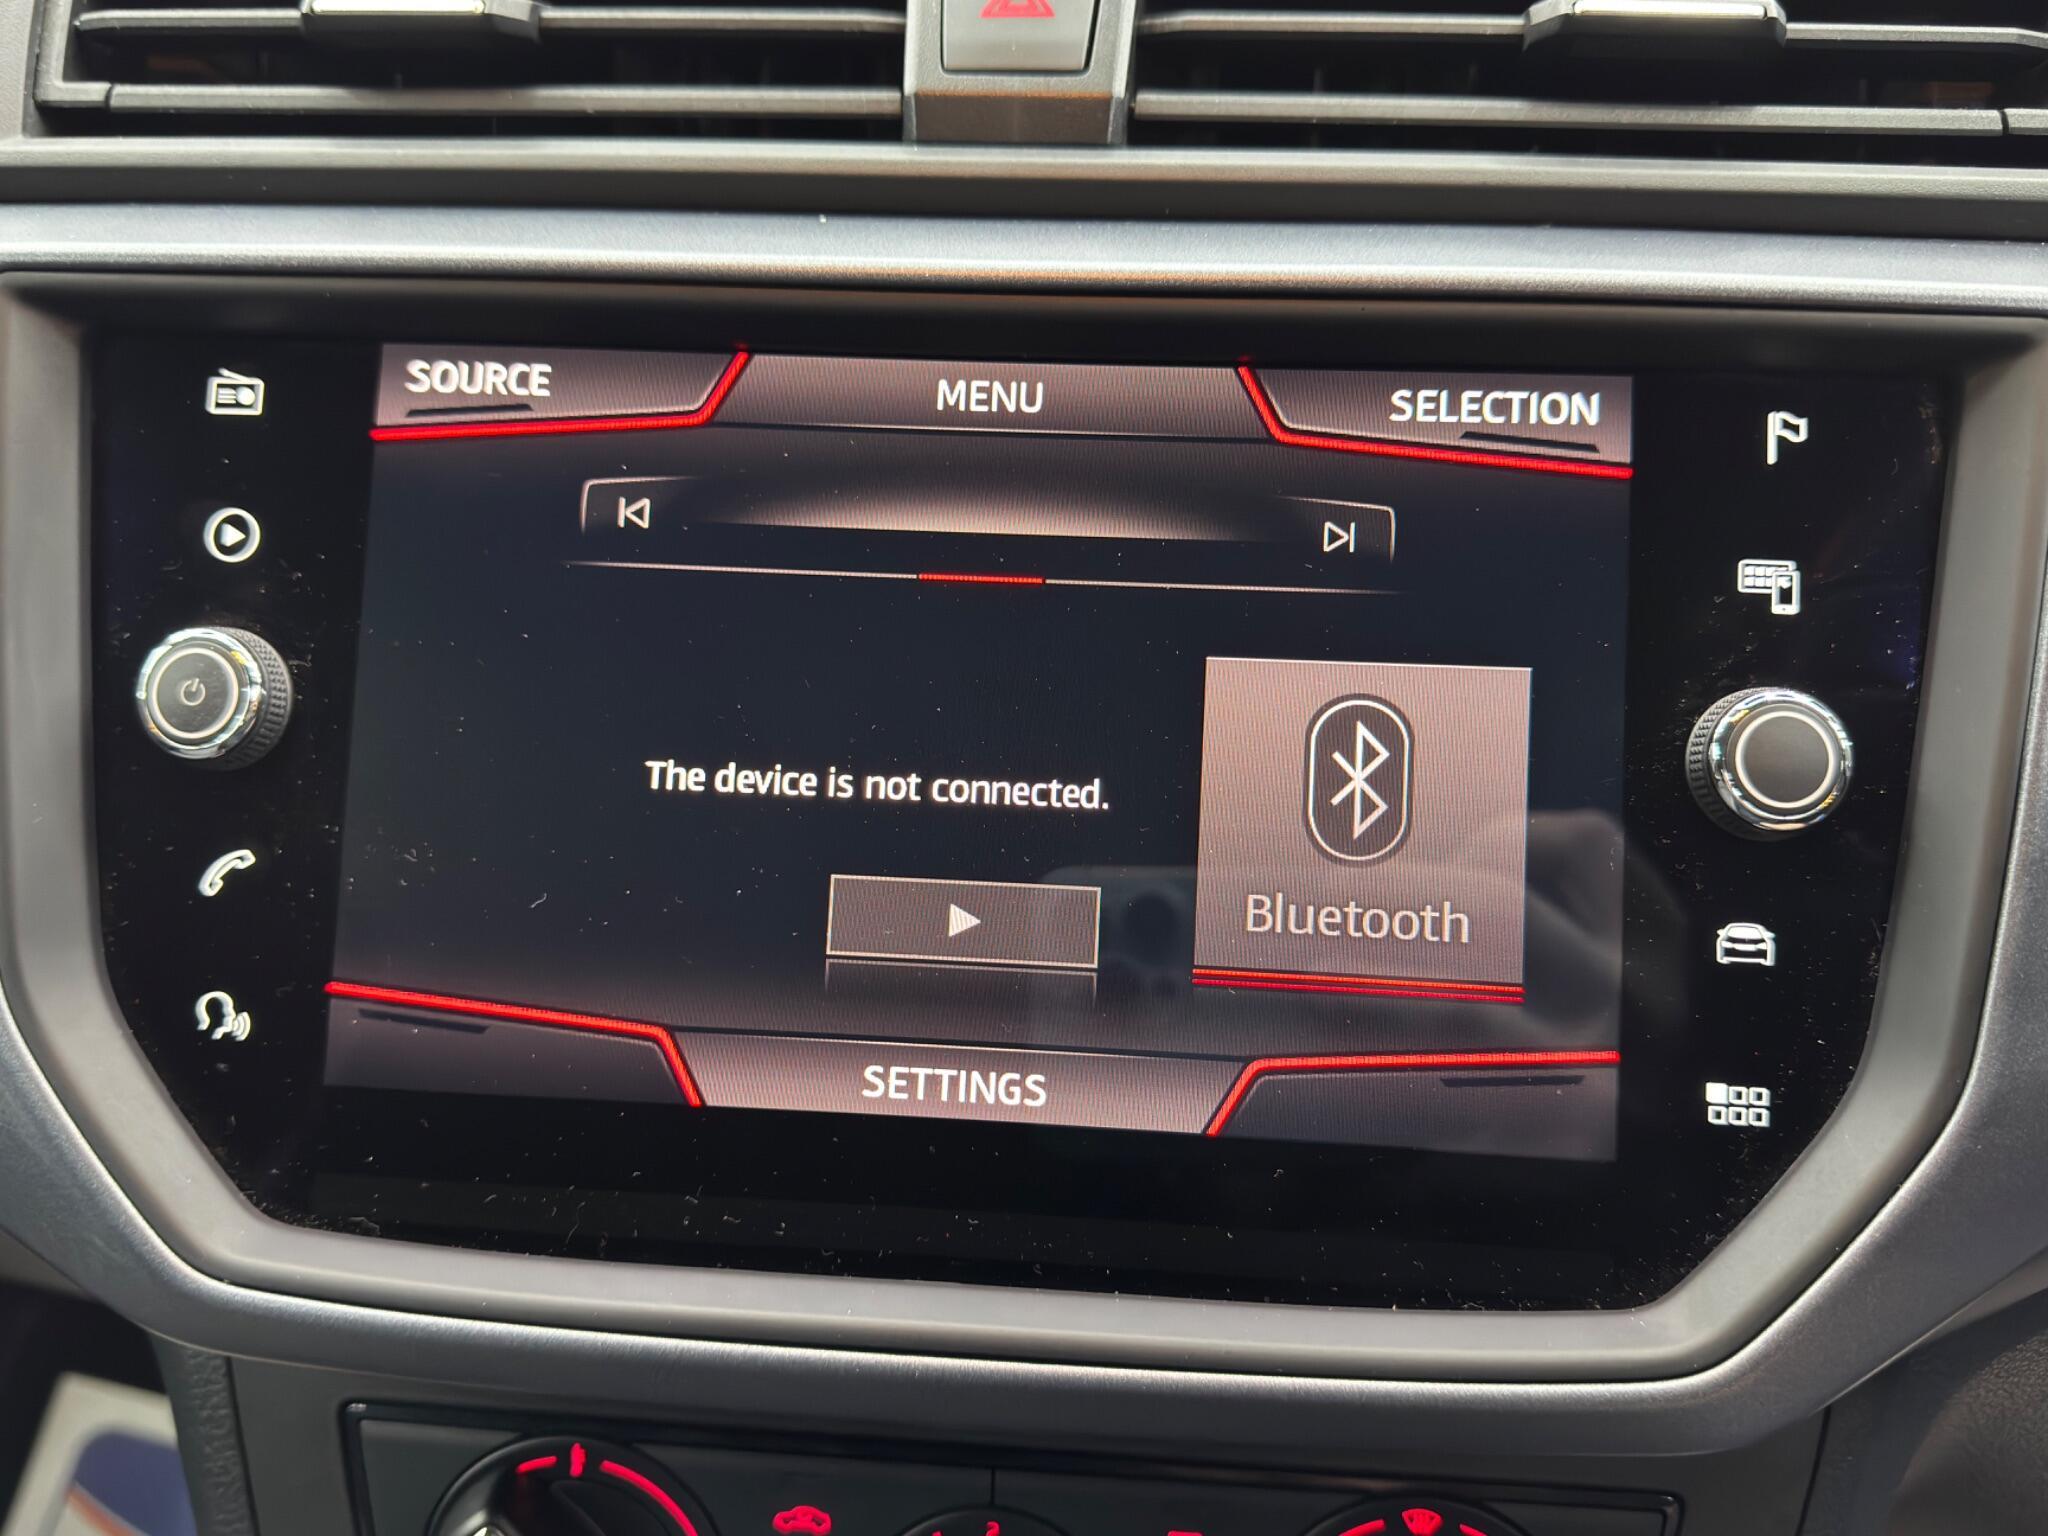 SOURCE
MENU
SELECTION
The device is not connected.
Bluetooth
SETTINGS